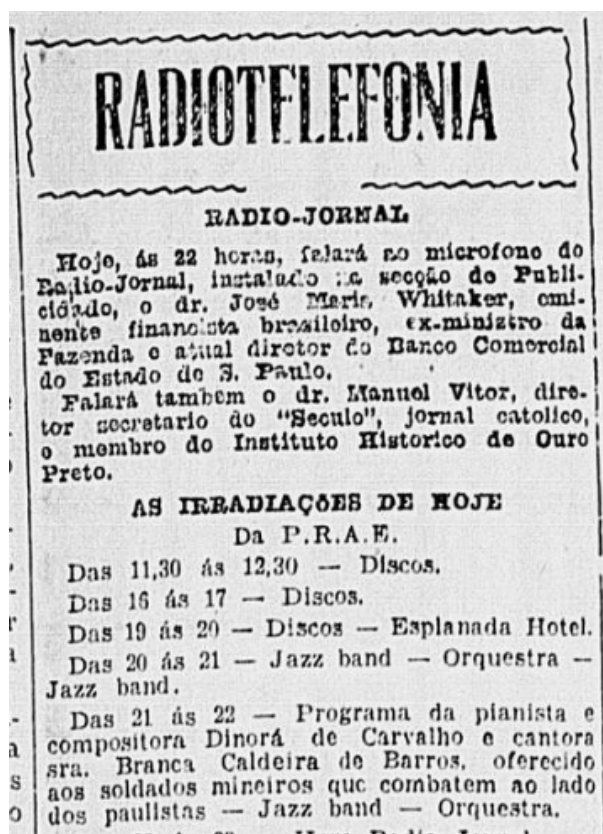 RADIOTELEFONIA
RADIO-JORNAL
Hoje, ás 22 horas, falará ao microfone do
Radio-Jornal, instalado na secção de Publi-
cidade, o dr. José Maria Whitaker, emi-
nente financista brasileiro, ex-ministro da
Fazenda e atual diretor do Banco Comercial
do Estado de S. Paulo.
Falará também o dr. Manuel Vitor, dire-
tor secretario do "Seculo", jornal catolico,
e membro do Instituto Historico de Ouro
Preto.
AS IRRADIAÇÕES DE HOJE
Da P.R.A.E.
Das 11,30 ás 12,30 — Discos.
Das 16 ás 17 — Discos.
Das 19 ás 20 — Discos — Esplanada Hotel.
Das 20 ás 21 — Jazz band — Orquestra —
Jazz band.
Das 21 ás 22 — Programa da pianista e
compositora Dinorá de Carvalho e cantora
sra. Branca Caldeira de Barros, oferecido
aos soldados mineiros que combatem ao lado
dos paulistas — Jazz band — Orquestra.